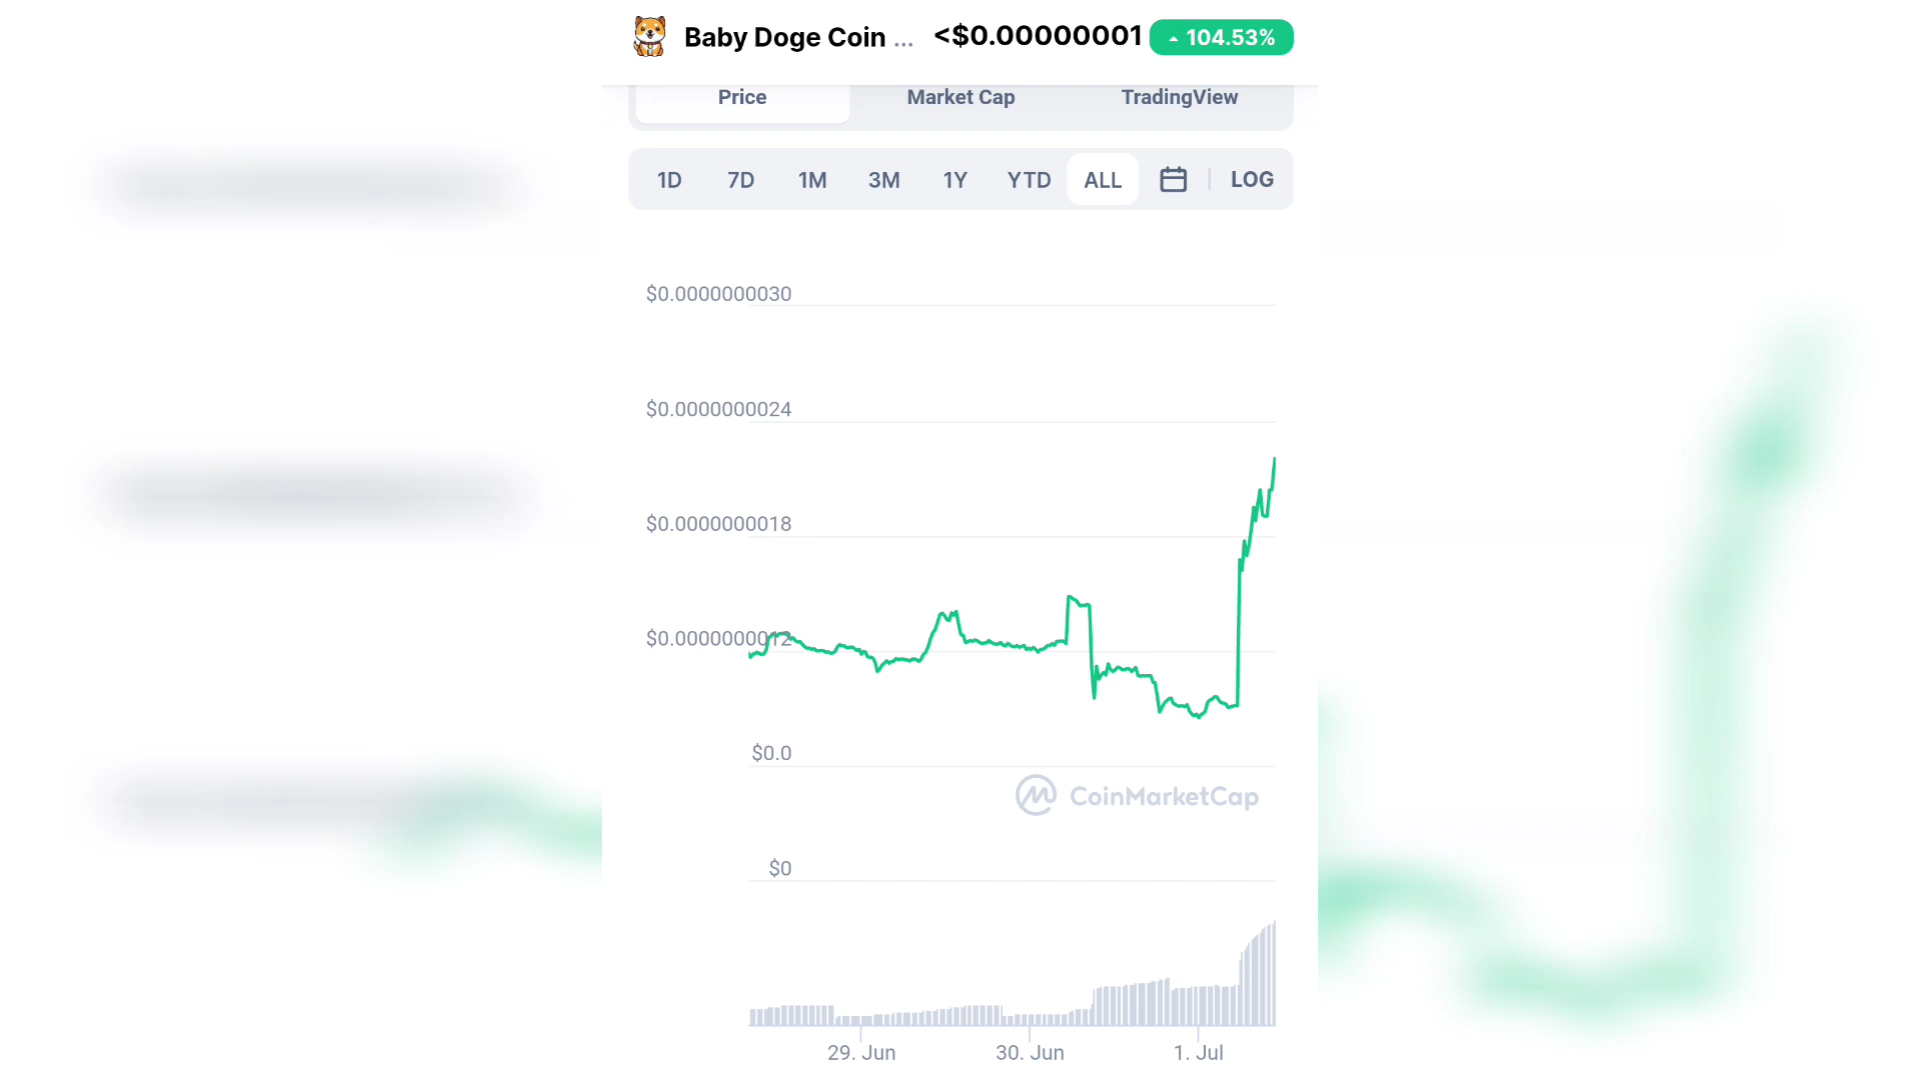 Baby Doge Coin ... <$0.00000001 104.53%
Price Market Cap TradingView
1D 7D 1M 3M 1Y YTD ALL LOG
$0.0000000030
$0.0000000024
$0.0000000018
$0.0000000012
$0.0
CoinMarketCap
$0
29. Jun 30. Jun 1. Jul